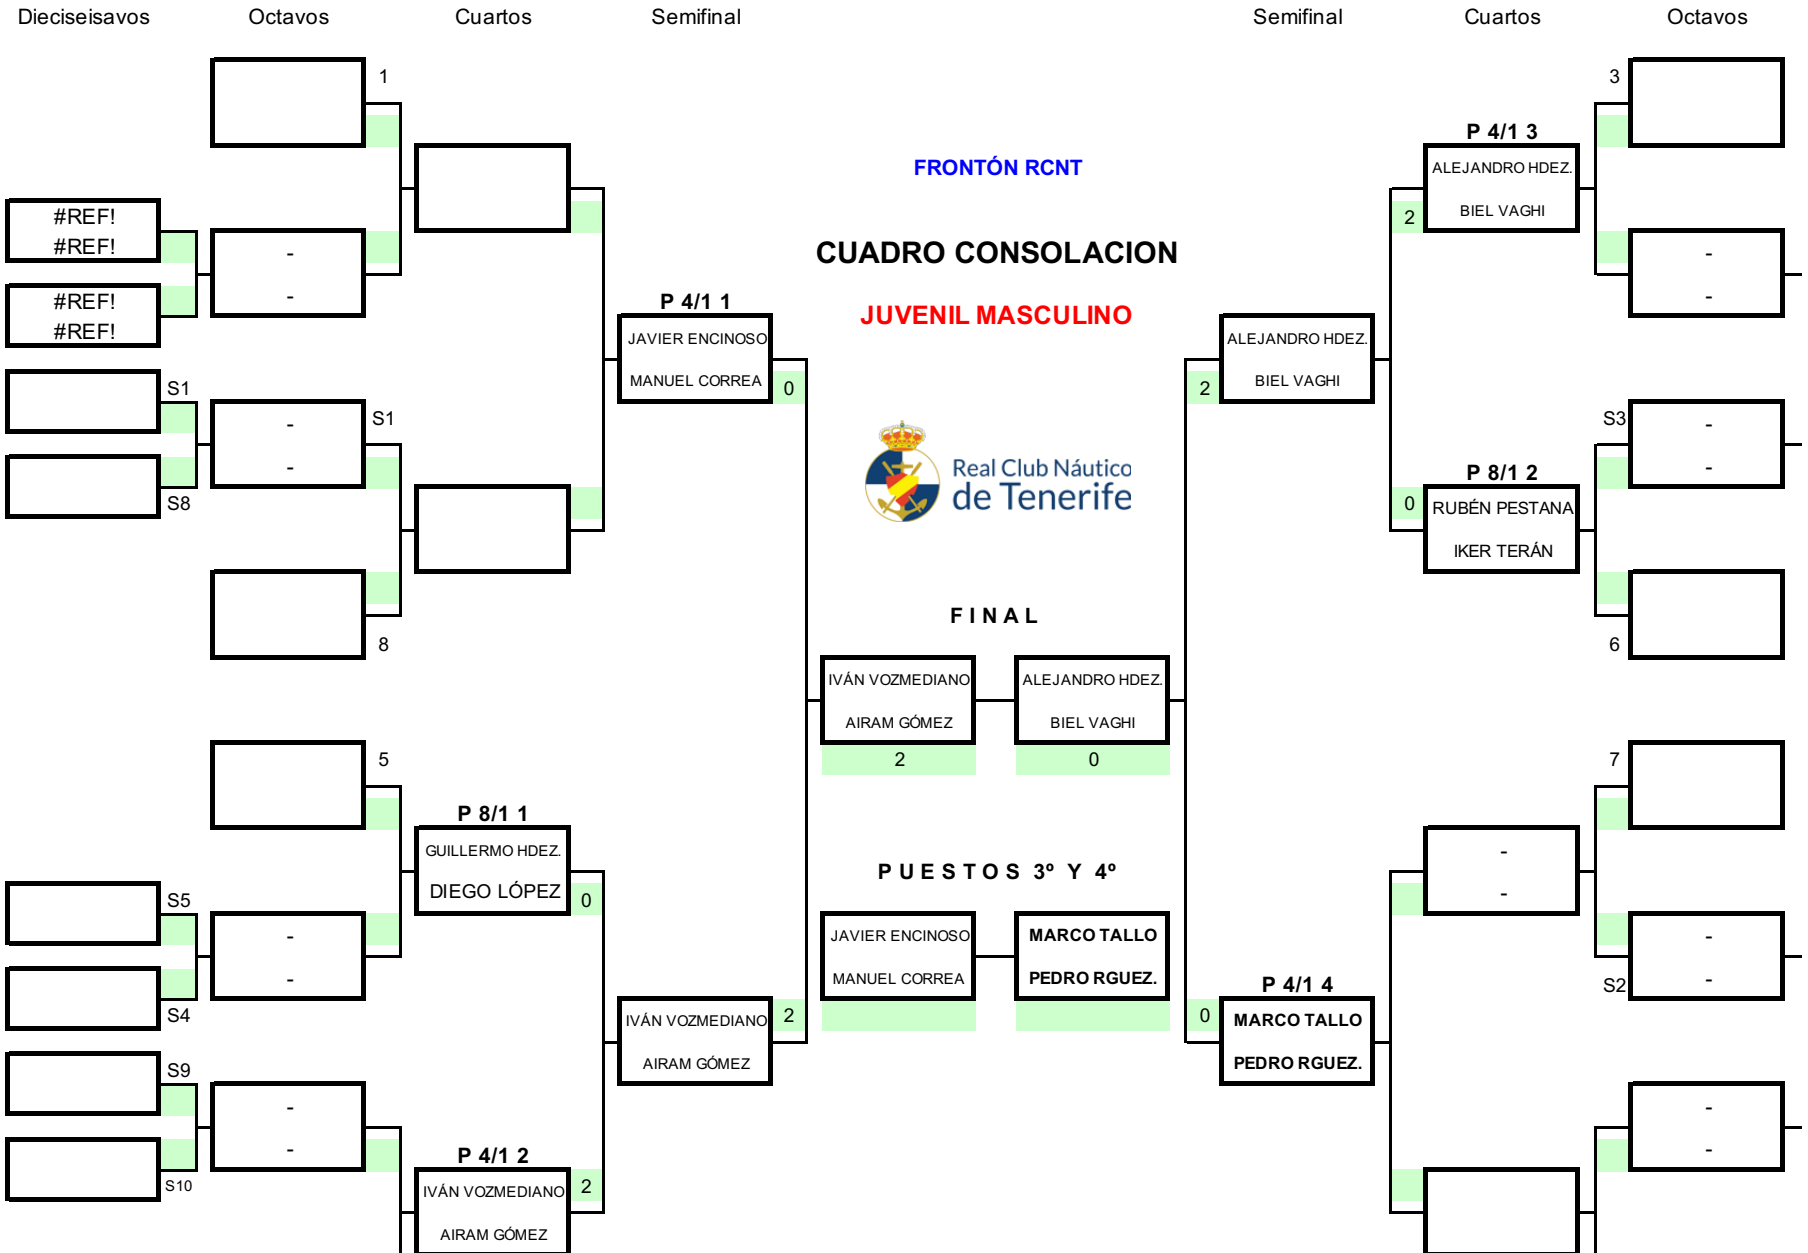 Dieciseisavos Octavos Cuartos Semifinal Semifinal Cuartos Octavos
1
3
P 4/1 3
FRONTÓN RCNT
ALEJANDRO HDEZ.
BIEL VAGHI
2
#REF!
#REF!
-
-
-
-
CUADRO CONSOLACION
#REF!
#REF!
P 4/1 1
JUVENIL MASCULINO
JAVIER ENCINOSO
MANUEL CORREA
0
ALEJANDRO HDEZ.
BIEL VAGHI
2
S1
S8
-
-
S1
S3
-
-
Real Club Náutico
de Tenerife
P 8/1 2
0
RUBÉN PESTANA
IKER TERÁN
8
6
FINAL
IVÁN VOZMEDIANO
AIRAM GÓMEZ
2
ALEJANDRO HDEZ.
BIEL VAGHI
0
5
7
P 8/1 1
GUILLERMO HDEZ.
DIEGO LÓPEZ
0
-
-
PUESTOS 3º Y 4º
S5
S4
-
-
JAVIER ENCINOSO
MANUEL CORREA
MARCO TALLO
PEDRO RGUEZ.
-
-
S2
P 4/1 4
IVÁN VOZMEDIANO
AIRAM GÓMEZ
2
0
MARCO TALLO
PEDRO RGUEZ.
S9
S10
-
-
-
-
P 4/1 2
IVÁN VOZMEDIANO
AIRAM GÓMEZ
2